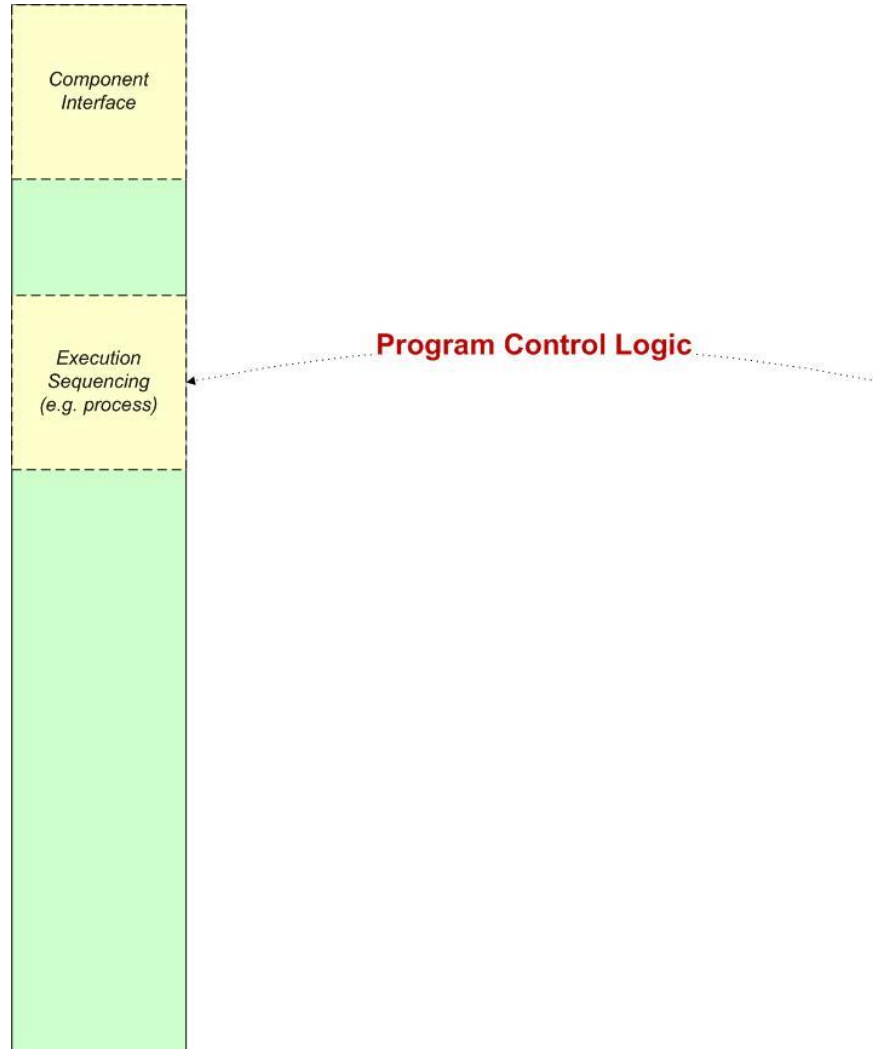 Component
Interface
Program Control Logic
Execution
Sequencing
(e.g. process)